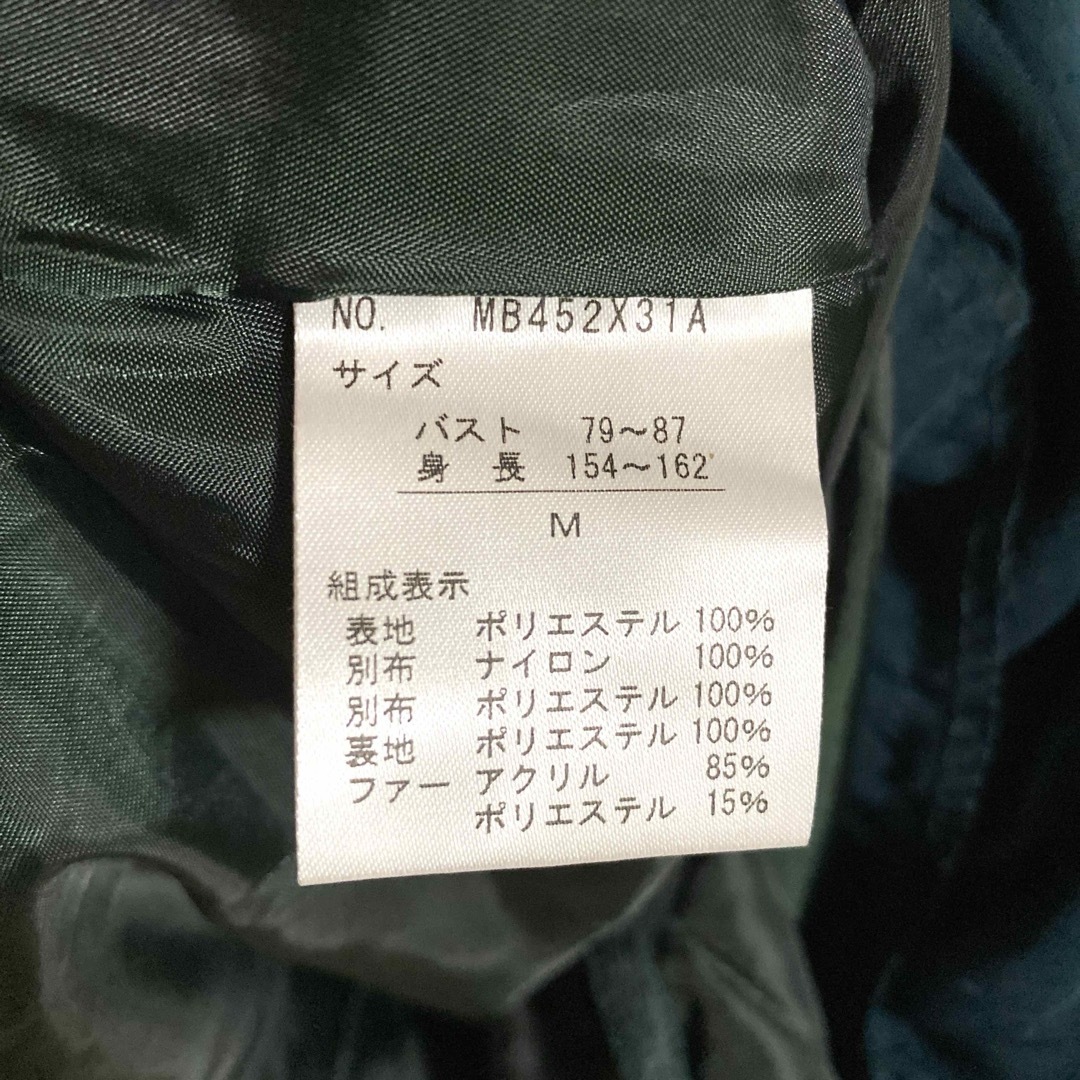 NO. MB452X31A
サイズ
バスト 79～87
身 長 154～162
M
組成表示
表地 ポリエステル 100%
別布 ナイロン 100%
別布 ポリエステル 100%
裏地 ポリエステル 100%
ファー アクリル 85%
ポリエステル 15%